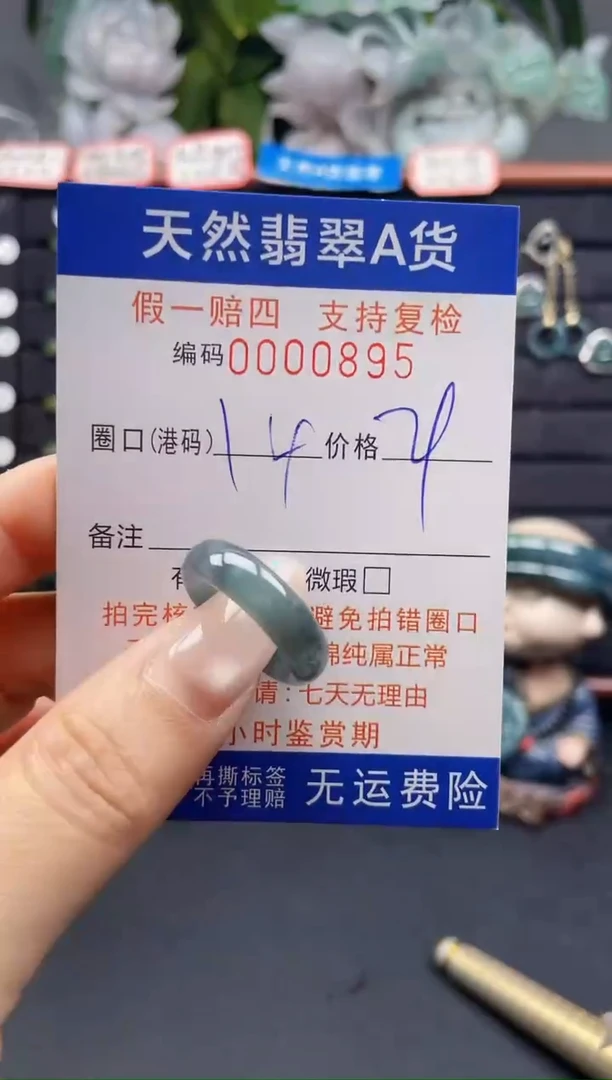 天然翡翠A货
假一赔四 支持复检
编码0000895
圈口(港码) 14 价格
备注
微瑕□
拍完核 避免拍错圈口
棉纯属正常
请:七天无理由
小时鉴赏期
再撕标签
不予理赔 无运费险